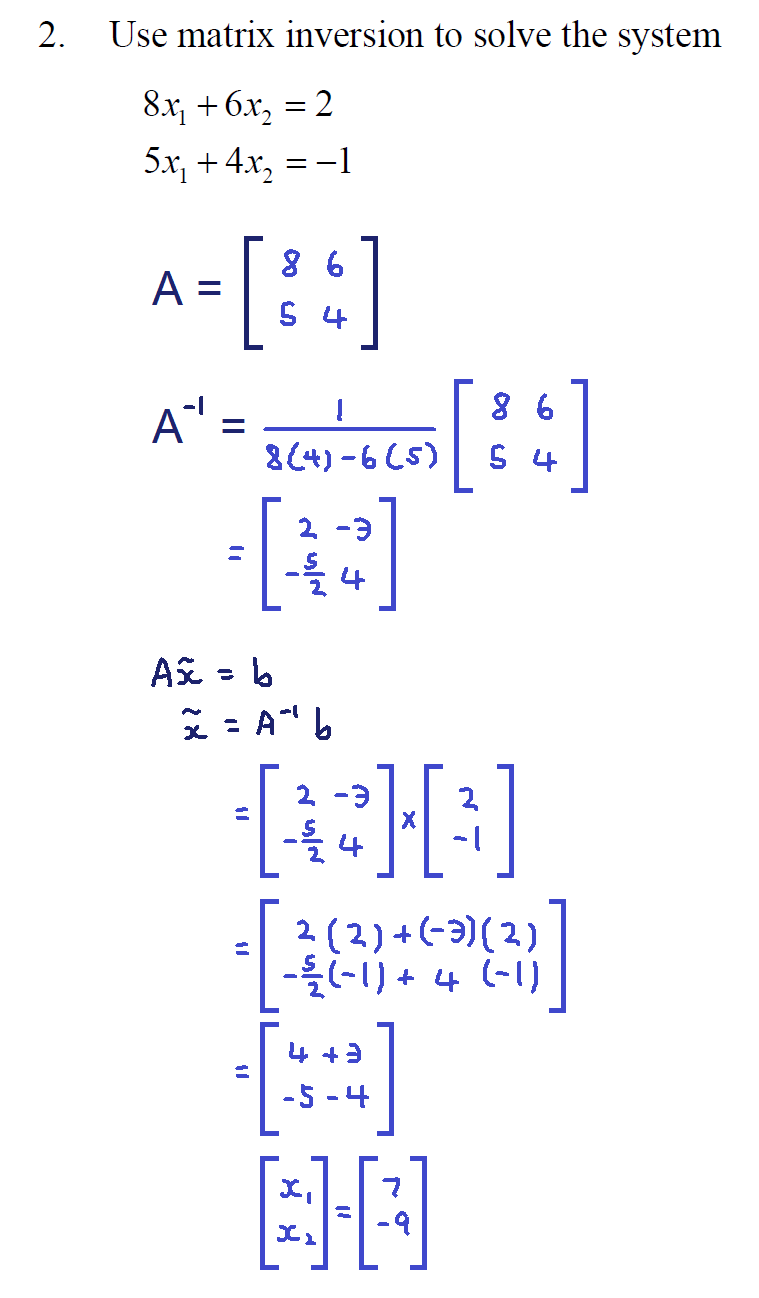 2. Use matrix inversion to solve the system
8x₁ + 6x₂ = 2
5x₁ + 4x₂ = −1
A = [8 6; 5 4]
A⁻¹ = 1/(8(4)-6(5)) [8 6; 5 4]
= [2 -3; -5/2 4]
Ax̃ = b
x̃ = A⁻¹ b
= [2 -3; -5/2 4] × [2; -1]
= [2(2)+(-3)(2); -5/2(-1)+4(-1)]
= [4+3; -5-4]
[x₁; x₂] = [7; -9]